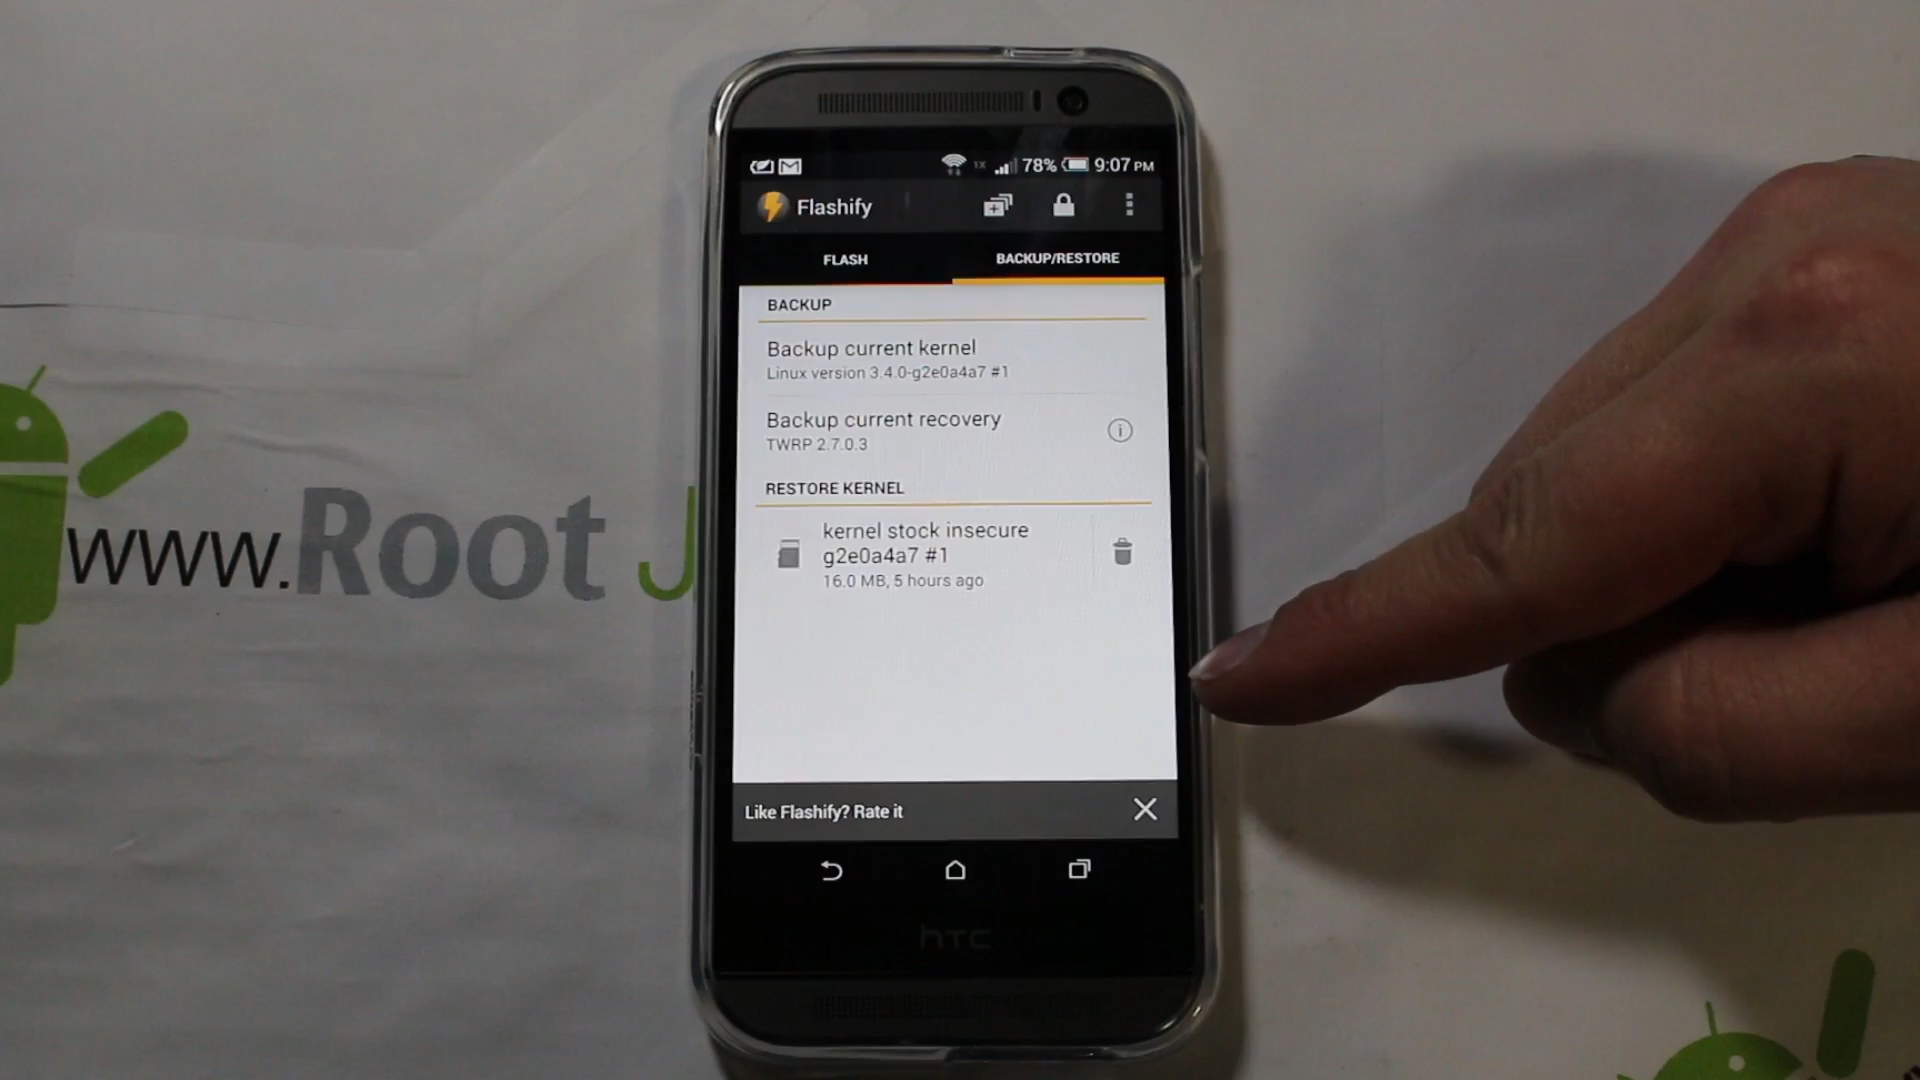 1X 78% 9:07 PM
Flashify
FLASH BACKUP/RESTORE
BACKUP
Backup current kernel
Linux version 3.4.0-g2e0a4a7 #1
Backup current recovery
TWRP 2.7.0.3
RESTORE KERNEL
kernel stock insecure
g2e0a4a7 #1
16.0 MB, 5 hours ago
Like Flashify? Rate it
hTC
www.Root J